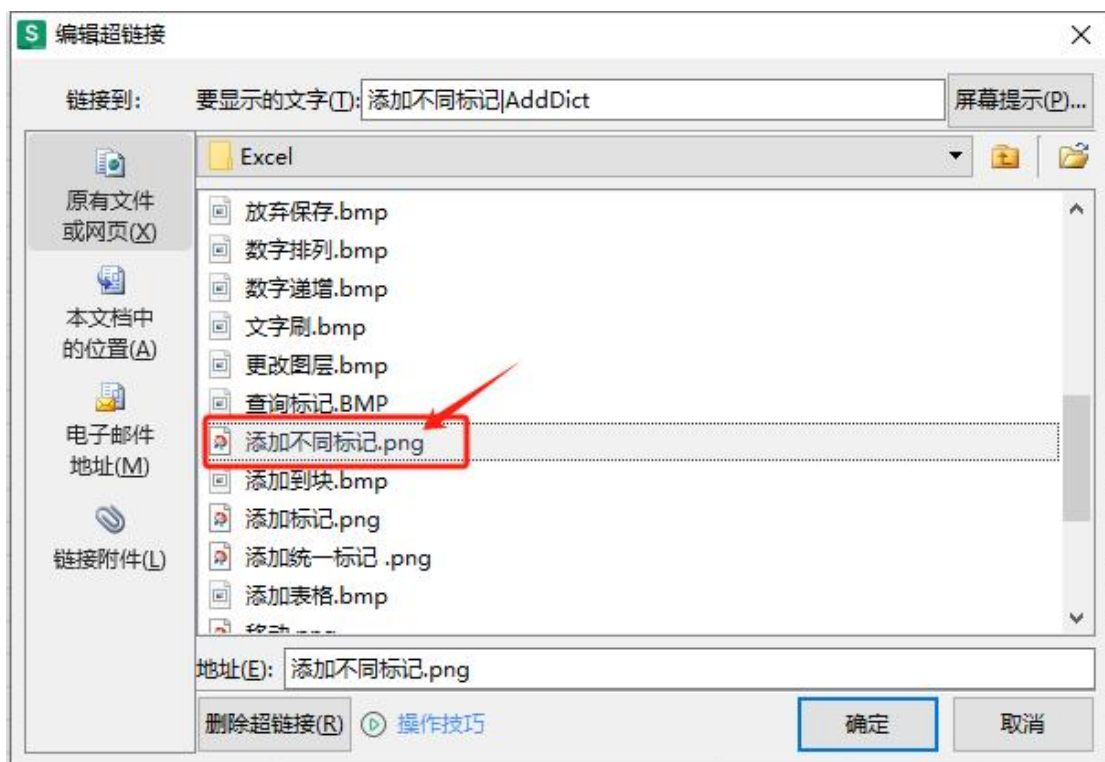 S 编辑超链接
链接到: 要显示的文字(T): 添加不同标记|AddDict 屏幕提示(P)...
Excel
原有文件
或网页(X)
本文档中
的位置(A)
电子邮件
地址(M)
链接附件(L)
放弃保存.bmp
数字排列.bmp
数字递增.bmp
文字刷.bmp
更改图层.bmp
查询标记.BMP
添加不同标记.png
添加到块.bmp
添加标记.png
添加统一标记 .png
添加表格.bmp
移动.png
地址(E): 添加不同标记.png
删除超链接(R) 操作技巧 确定 取消